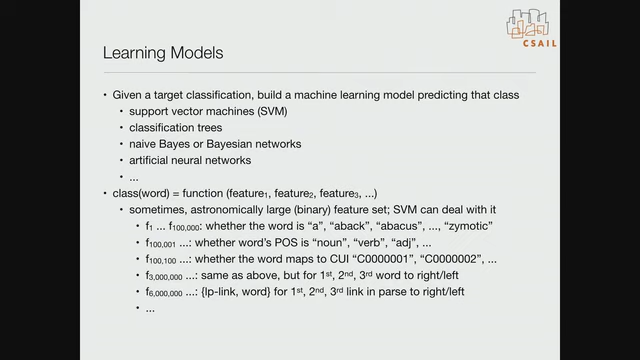 CSAIL
Learning Models
• Given a target classification, build a machine learning model predicting that class
• support vector machines (SVM)
• classification trees
• naive Bayes or Bayesian networks
• artificial neural networks
• ...
• class(word) = function (feature1, feature2, feature3, ...)
• sometimes, astronomically large (binary) feature set; SVM can deal with it
• f1 ... f100,000: whether the word is “a”, “aback”, “abacus”, ..., “zymotic”
• f100,001 ...: whether word’s POS is “noun”, “verb”, “adj”, ...
• f100,100 ...: whether the word maps to CUI “C0000001”, “C0000002”, ...
• f3,000,000 ...: same as above, but for 1st, 2nd, 3rd word to right/left
• f6,000,000 ...: {lp-link, word} for 1st, 2nd, 3rd link in parse to right/left
• ...